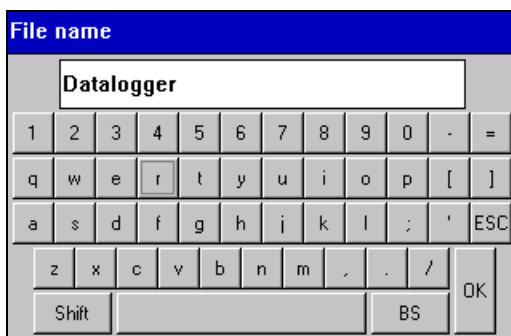 File name
Datalogger
1 2 3 4 5 6 7 8 9 0 - =
q w e r t y u i o p [ ]
a s d f g h j k l ; ' ESC
z x c v b n m , . / OK
Shift BS